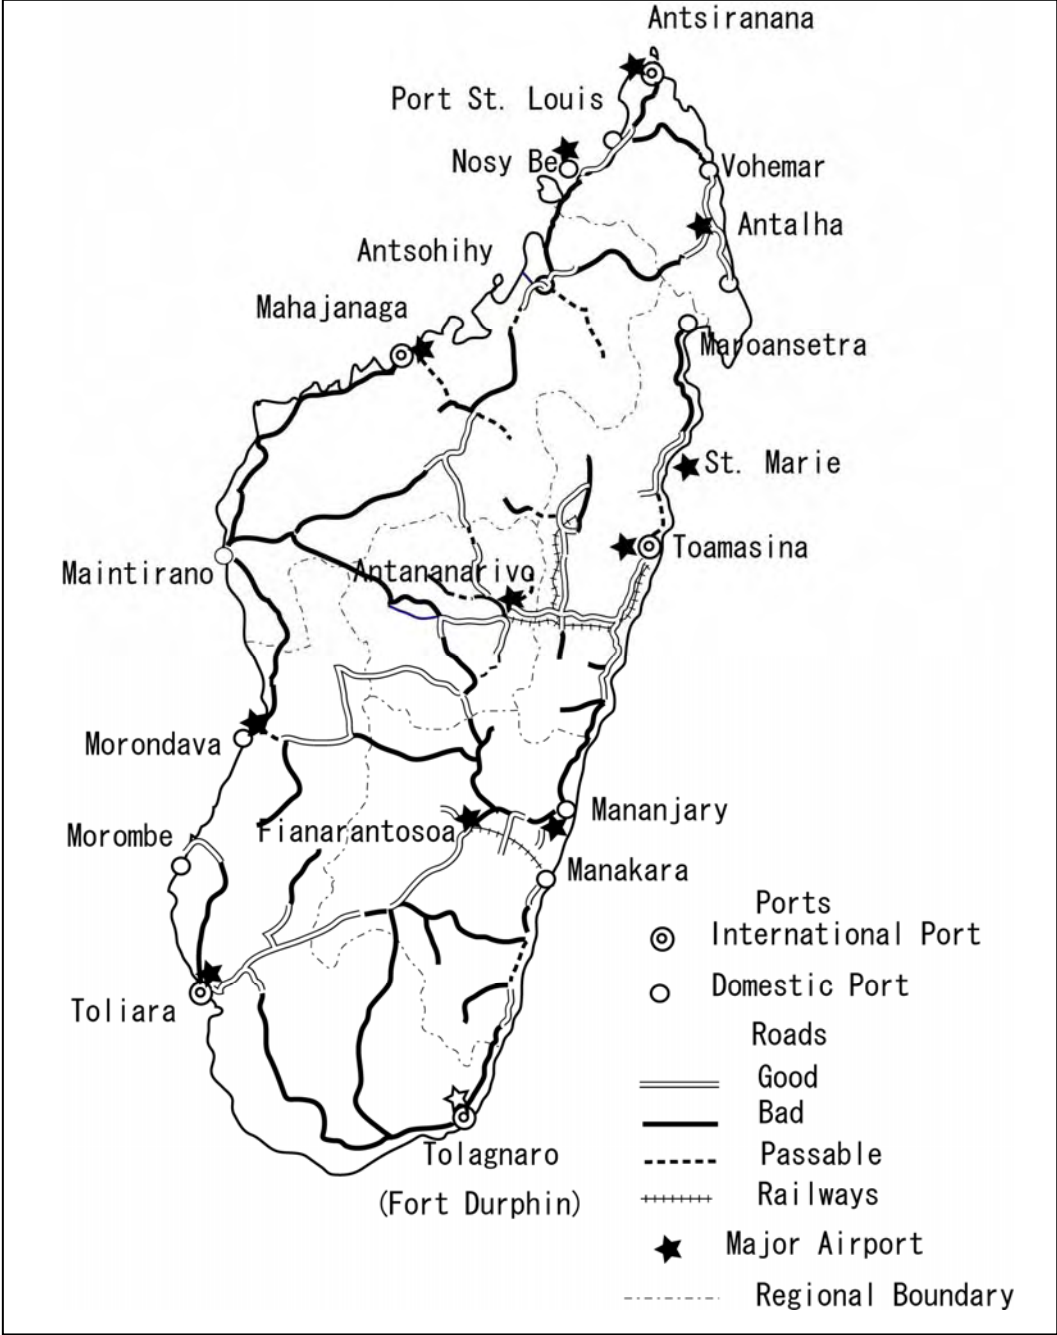 Antsiranana
Port St. Louis
Nosy Be
Vohemar
Antalha
Antsohihy
Mahajanaga
Maroansetra
St. Marie
Toamasina
Maintirano
Antananarivo
Morondava
Mananjary
Morombe
Fianarantosoa
Manakara
Ports
International Port
Domestic Port
Toliara
Roads
Good
Bad
Passable
Tolagnaro
Railways
(Fort Durphin)
Major Airport
Regional Boundary